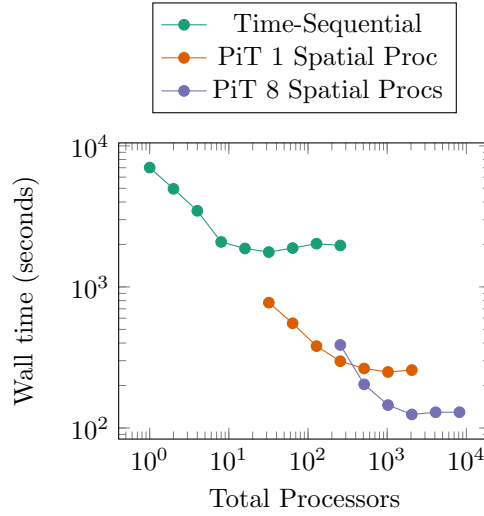 Time-Sequential
PiT 1 Spatial Proc
PiT 8 Spatial Procs
10^4
10^3
10^2
Wall time (seconds)
10^0 10^1 10^2 10^3 10^4
Total Processors